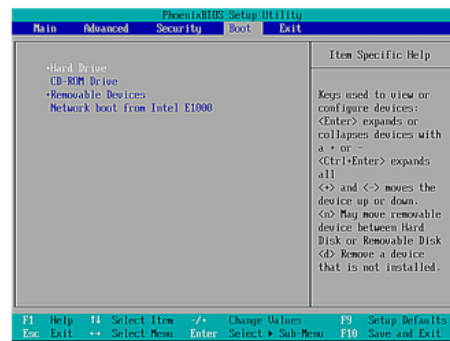 PhoenixBIOS Setup Utility
Main Advanced Security Boot Exit
Item Specific Help
+Hard Drive
CD-ROM Drive
+Removable Devices
Network boot from Intel E1000
Keys used to view or
configure devices:
<Enter> expands or
collapses devices with
a + or -
<Ctrl+Enter> expands
all
<+> and <-> moves the
device up or down.
<n> May move removable
device between Hard
Disk or Removable Disk
<d> Remove a device
that is not installed.
F1 Help ↑↓ Select Item -/+ Change Values F9 Setup Defaults
Esc Exit ↔ Select Menu Enter Select ▶ Sub-Menu F10 Save and Exit